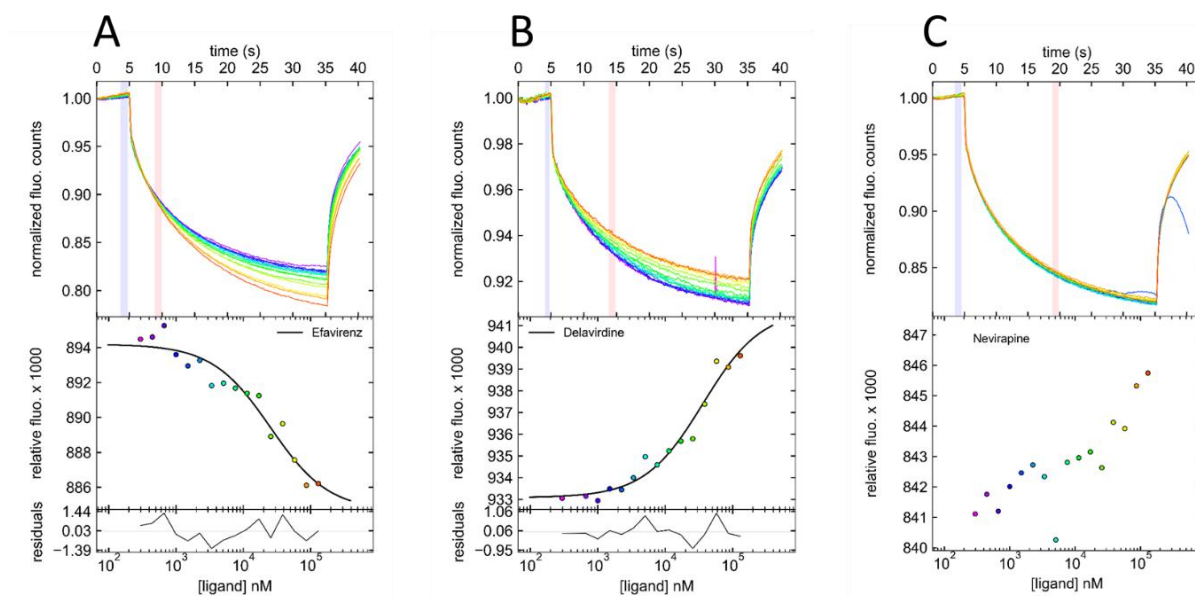 A
time (s)
0 5 10 15 20 25 30 35 40
normalized fluo. counts
1.00
0.95
0.90
0.85
0.80
relative fluo. x 1000
894
892
890
888
886
Efavirenz
residuals
1.44
0.03
−1.39
10² 10³ 10⁴ 10⁵
[ligand] nM
B
time (s)
0 5 10 15 20 25 30 35 40
normalized fluo. counts
1.00
0.98
0.96
0.94
0.92
relative fluo. x 1000
941
940
939
938
937
936
935
934
933
Delavirdine
residuals
1.06
0.06
−0.95
10² 10³ 10⁴ 10⁵
[ligand] nM
C
time (s)
0 5 10 15 20 25 30 35 40
normalized fluo. counts
1.00
0.95
0.90
0.85
relative fluo. x 1000
847
846
845
844
843
842
841
840
Nevirapine
10² 10³ 10⁴ 10⁵
[ligand] nM